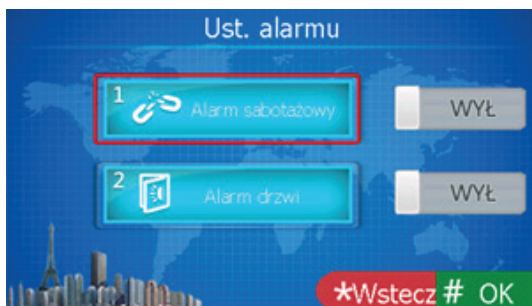 Ust. alarmu
1 Alarm sabotażowy WYŁ
2 Alarm drzwi WYŁ
*Wstecz # OK